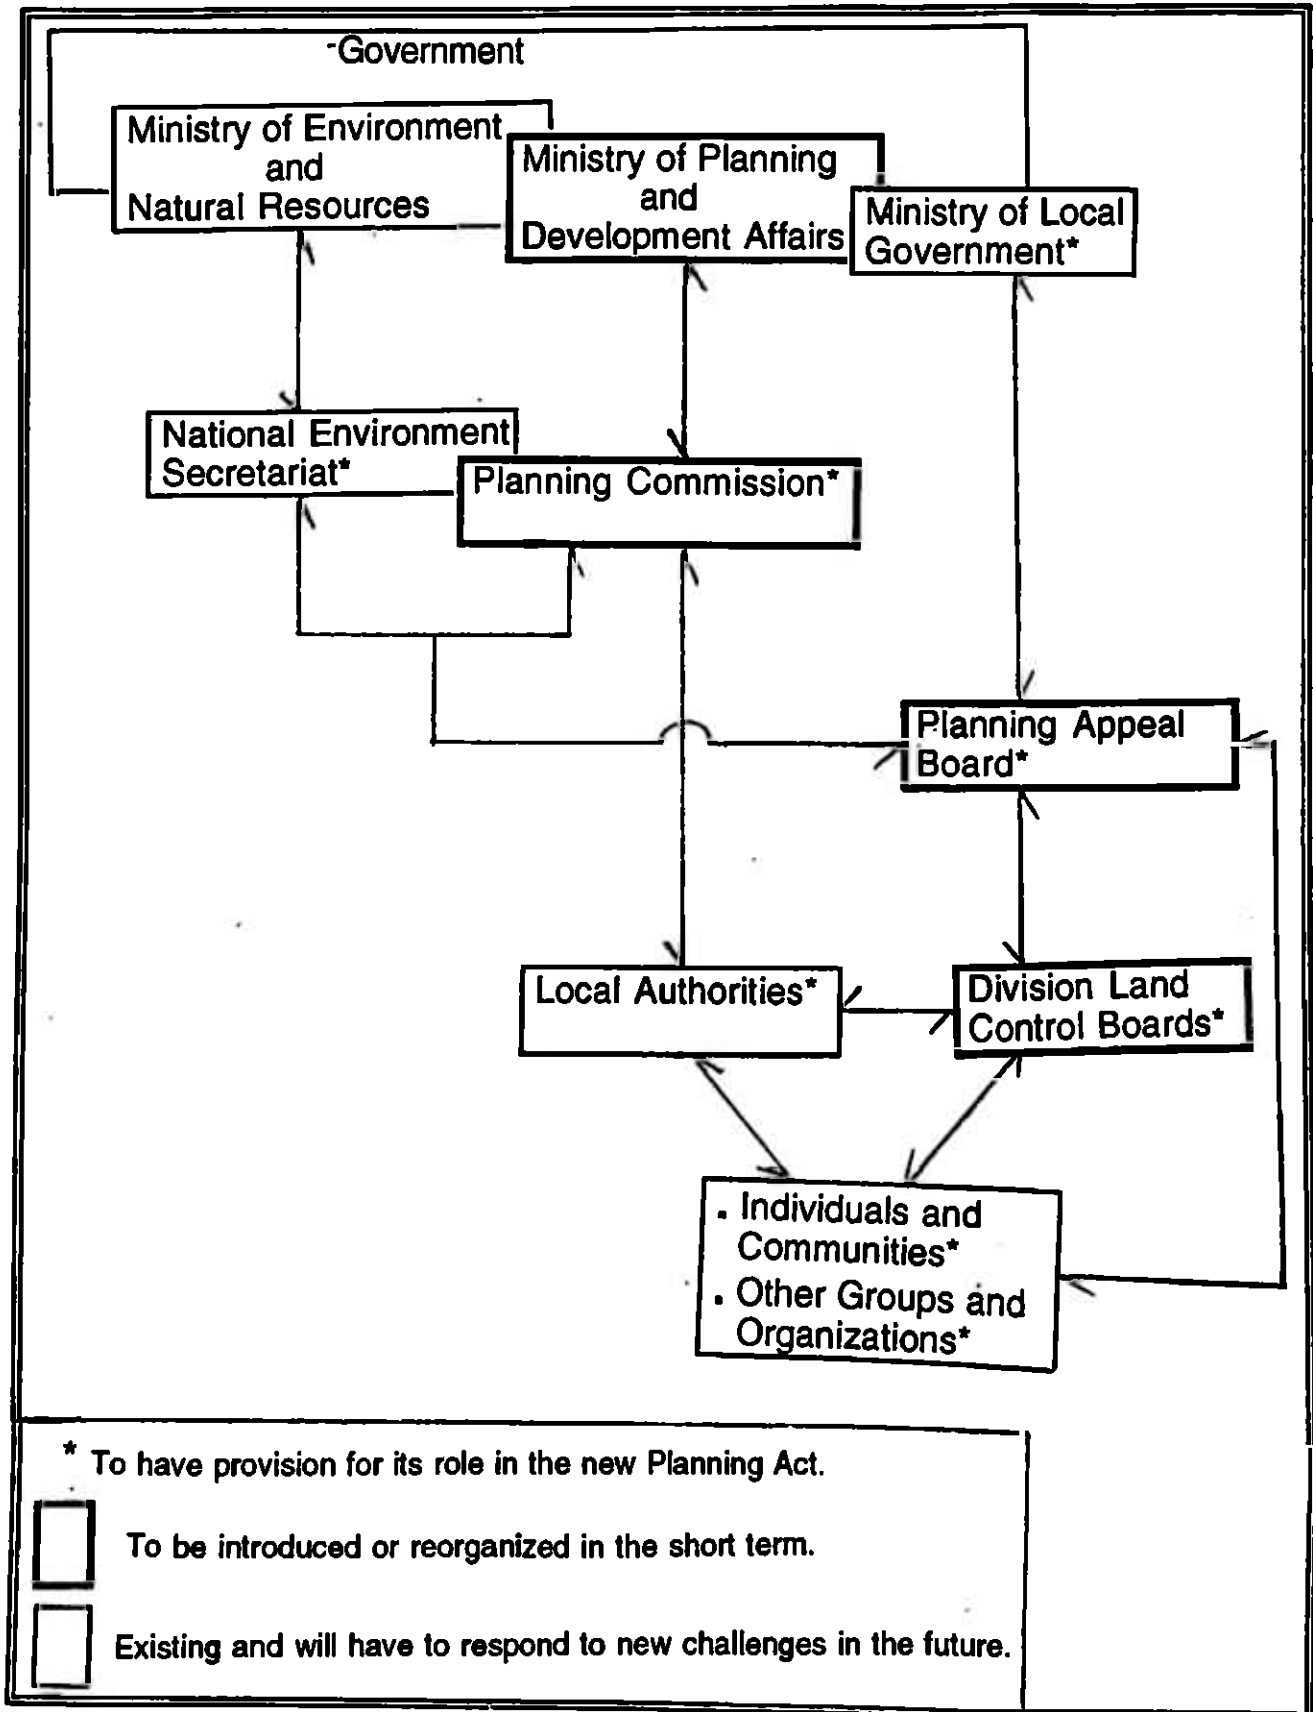 Government
Ministry of Environment
and
Natural Resources
Ministry of Planning
and
Development Affairs
Ministry of Local
Government*
National Environment
Secretariat*
Planning Commission*
Planning Appeal
Board*
Local Authorities*
Division Land
Control Boards*
. Individuals and
Communities*
. Other Groups and
Organizations*
* To have provision for its role in the new Planning Act.
To be introduced or reorganized in the short term.
Existing and will have to respond to new challenges in the future.